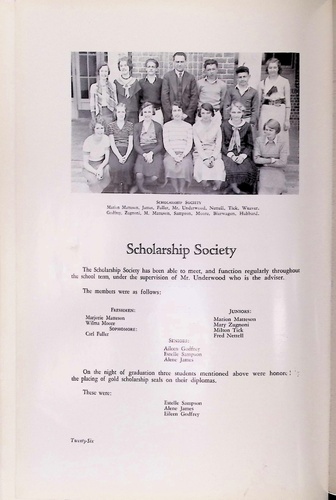 SCHOLARSHIP SOCIETY
Marion Matteson, James, Fuller, Mr. Underwood, Nettell, Tick, Weaver.
Godfrey, Zugnoni, M. Matteson, Sampson, Moore, Bierwagen,
Scholarship Society
The Scholarship Society has been able to meet, and function regularly throughout
the school term, under the supervision of Mr. Underwood who is the adviser.
The members were as follows:
FRESHMEN:
Marjorie Matteson
Wilma Moore
SOPHOMORE:
Carl Fuller
JUNIORS:
Marion Matteson
Mary Zugnoni
Milton Tick
Fred Nettell
SENIORS:
Aileen Godfrey
Estelle Sampson
Alene James
On the night of graduation three students mentioned above were honor
the placing of gold scholarship seals on their diplomas.
These were:
Estelle Sampson
Alene James
Eileen Godfrey
Twenty-Six